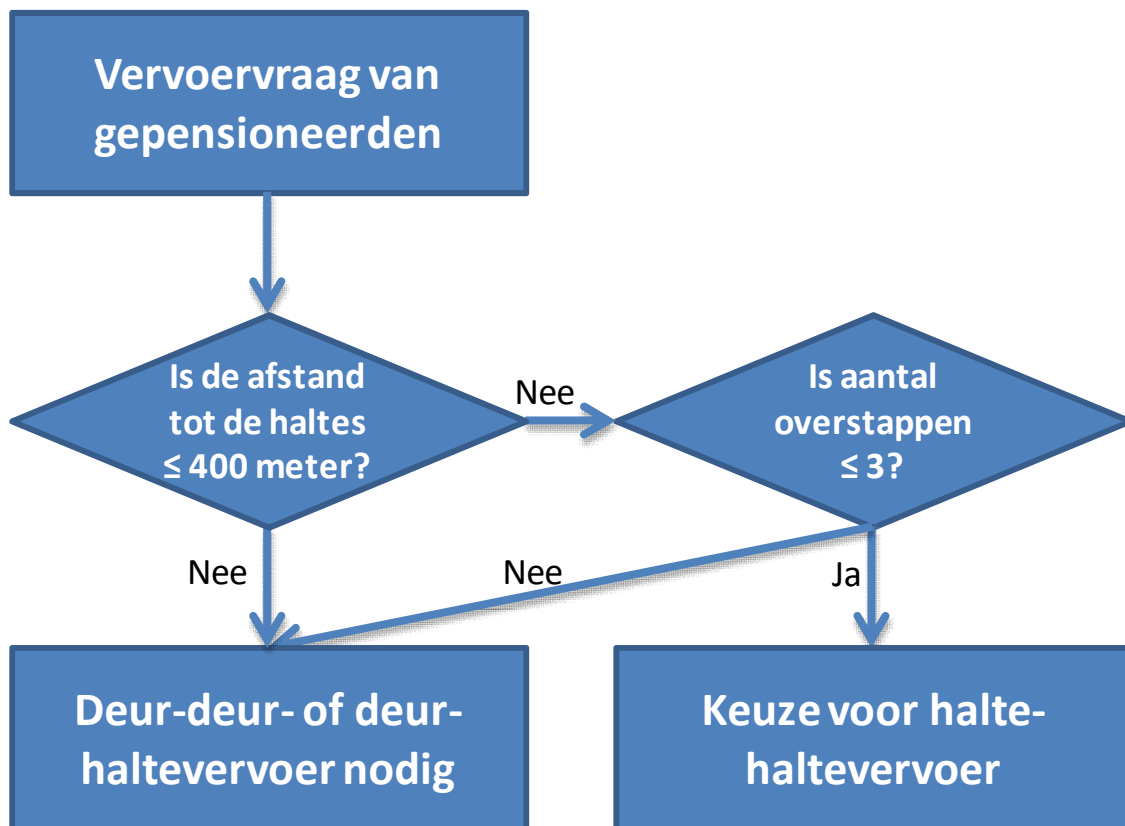 Vervoervraag van
gepensioneerden
Is de afstand
tot de haltes
≤ 400 meter?
Nee
Is aantal
overstappen
≤ 3?
Nee
Nee
Ja
Deur-deur- of deur-
haltevervoer nodig
Keuze voor halte-
haltevervoer